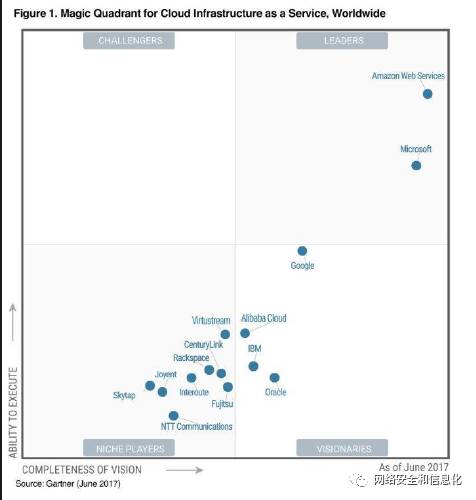 Figure 1. Magic Quadrant for Cloud Infrastructure as a Service, Worldwide
CHALLENGERS
LEADERS
Amazon Web Services
Microsoft
Google
Virtustream
Alibaba Cloud
CenturyLink
IBM
Rackspace
Joyent
Skytap
Interoute
Oracle
Fujitsu
NTT Communications
ABILITY TO EXECUTE
NICHE PLAYERS
VISIONARIES
COMPLETENESS OF VISION
As of June 2017
Source: Gartner (June 2017)
网络安全和信息化